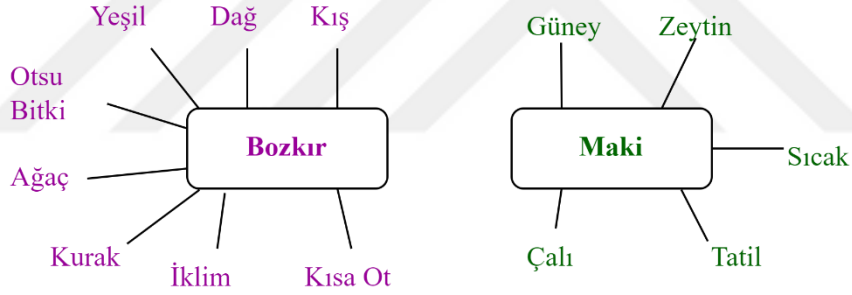 Yeşil
Dağ
Kış
Otsu
Bitki
Bozkır
Ağaç
Kurak
İklim
Kısa Ot
Güney
Zeytin
Maki
Sıcak
Çalı
Tatil